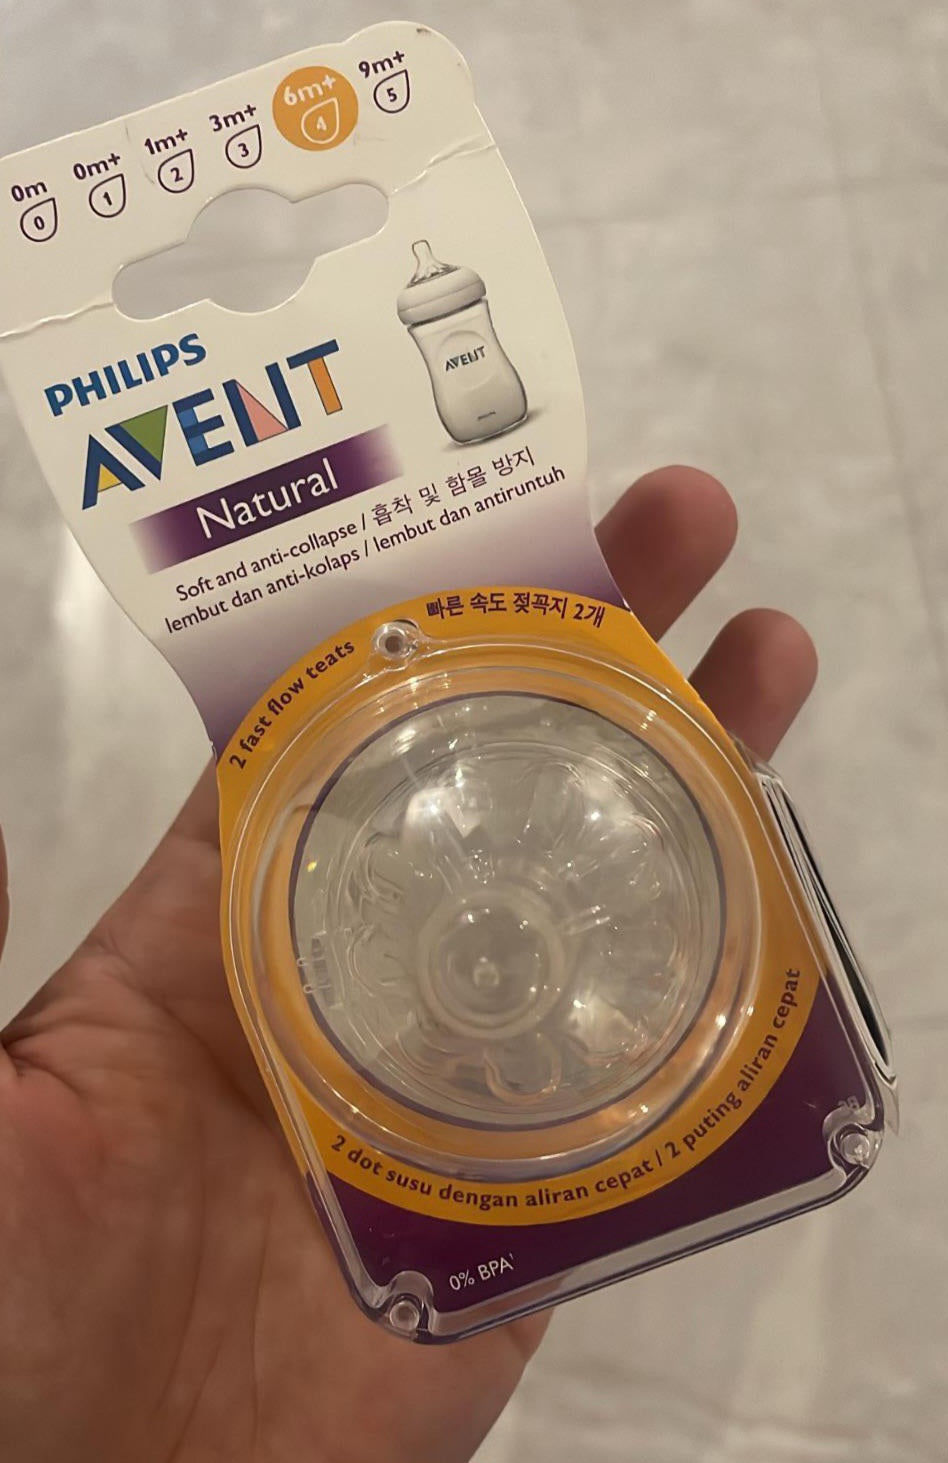 0m 0m+ 1m+ 3m+ 6m+ 9m+
0 1 2 3 4 5
PHILIPS
AVENT
AVENT
Natural
Soft and anti-collapse / 흡착 및 함몰 방지
lembut dan anti-kolaps / lembut dan antiruntuh
2 fast flow teats
빠른 속도 젖꼭지 2개
2 dot susu dengan aliran cepat / 2 puting aliran cepat
0% BPA¹